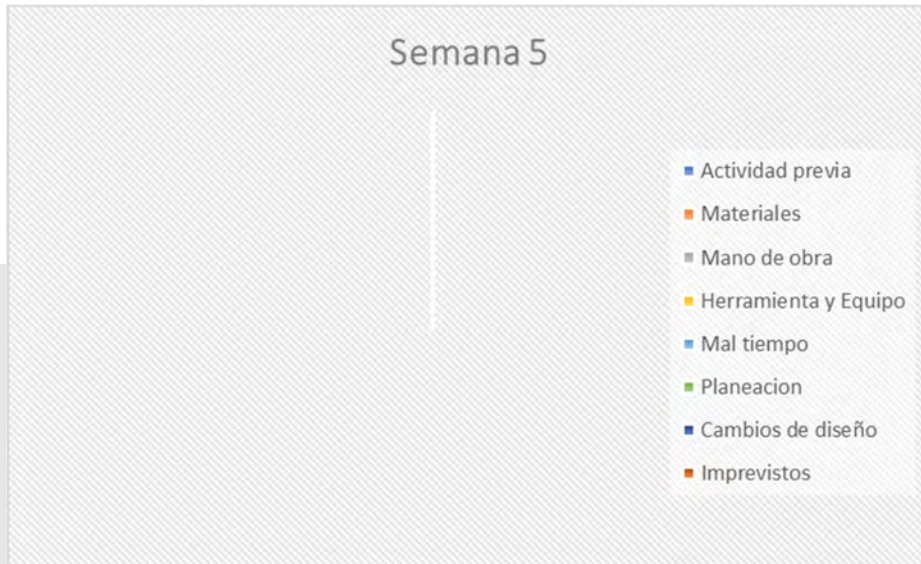 Semana 5
Actividad previa
Materiales
Mano de obra
Herramienta y Equipo
Mal tiempo
Planeacion
Cambios de diseño
Imprevistos